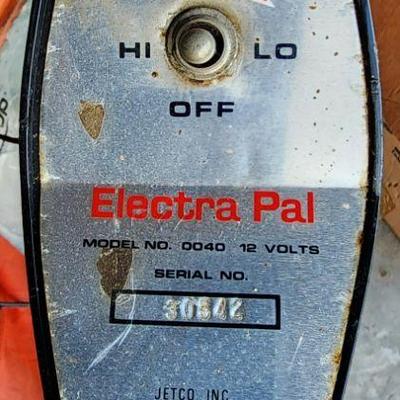 HI LO
OFF
Electra Pal
MODEL NO. 0040 12 VOLTS
SERIAL NO.
30542
JETCO, INC.